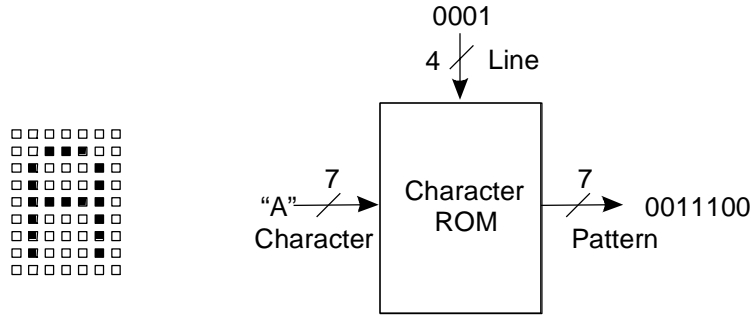 0001
4 Line
7
"A"
Character
Character
ROM
7
Pattern
0011100